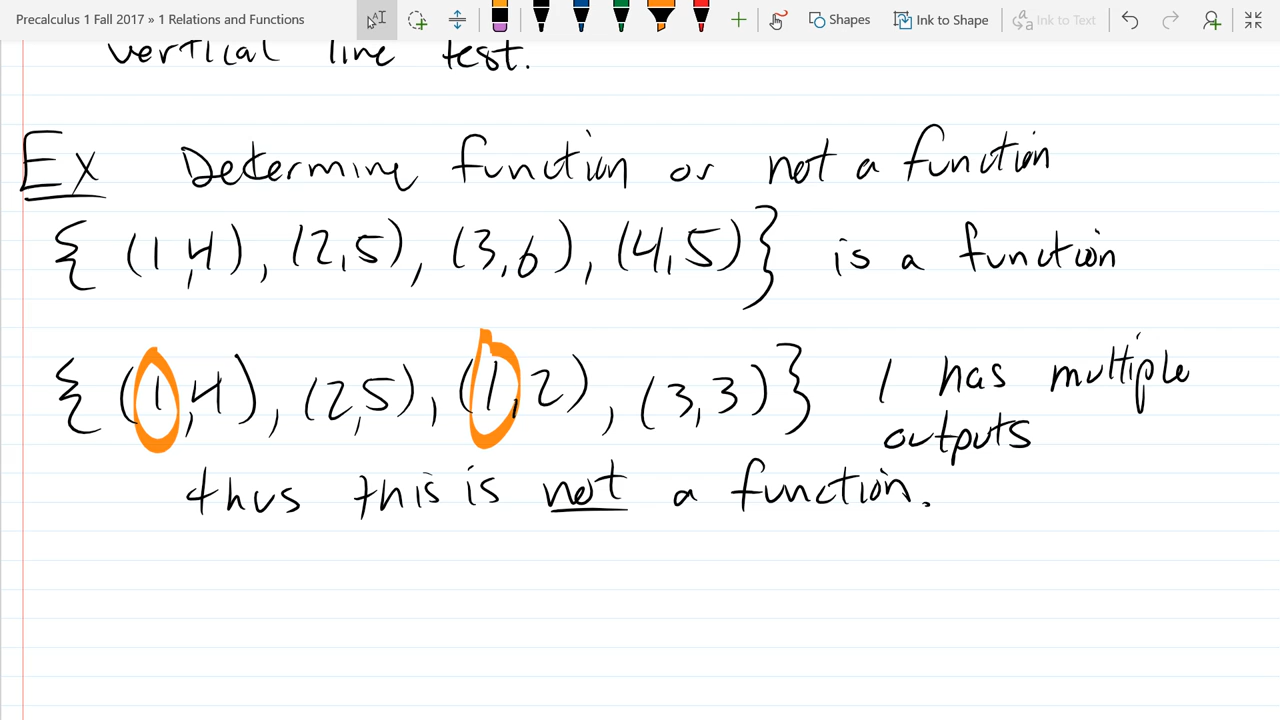 Precalculus 1 Fall 2017 » 1 Relations and Functions Shapes Ink to Shape Ink to Text
vertical line test.
Ex Determine function or not a function
{ (1,4), (2,5), (3,6), (4,5) } is a function
{ (1,4), (2,5), (1,2), (3,3) } 1 has multiple
outputs
thus this is not a function.